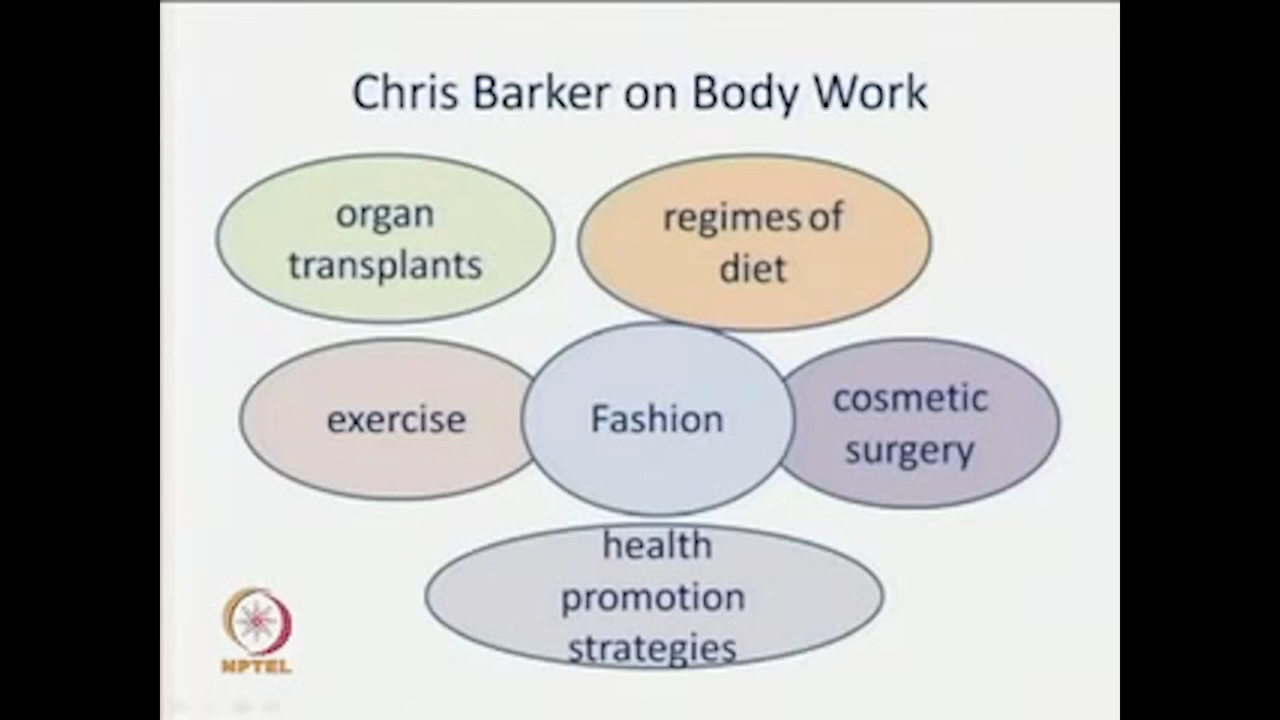 Chris Barker on Body Work
organ
transplants
regimes of
diet
exercise
Fashion
cosmetic
surgery
health
promotion
strategies
NPTEL